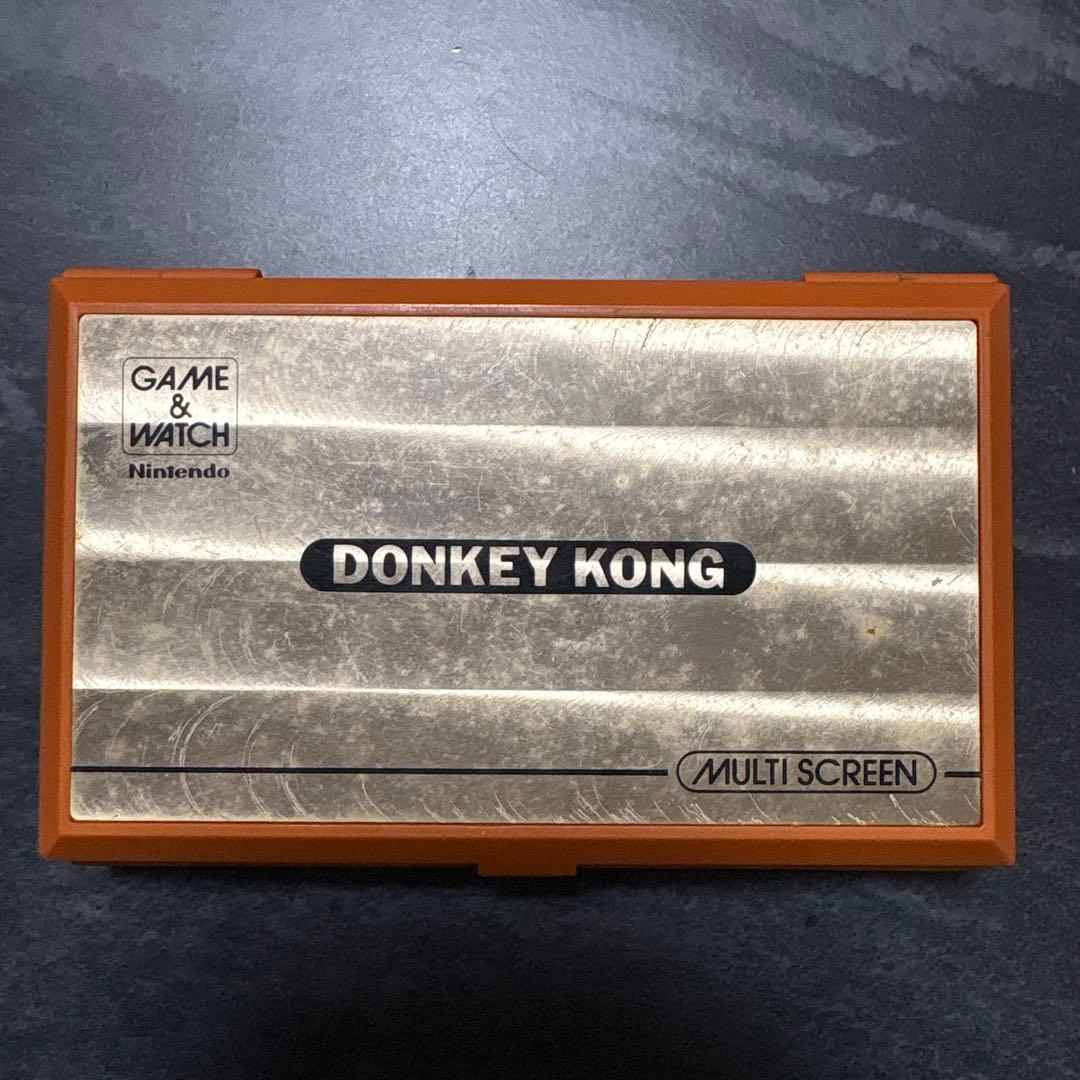 GAME
&
WATCH
Nintendo
DONKEY KONG
MULTI SCREEN